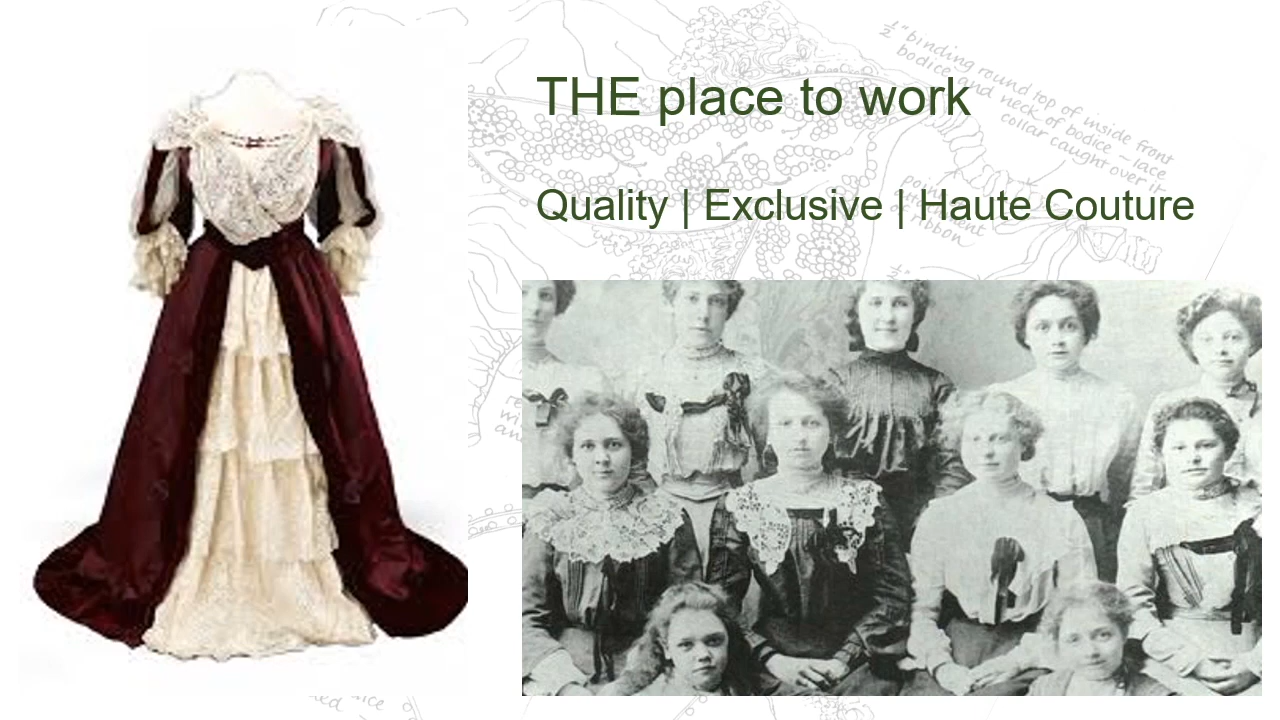 THE place to work
Quality | Exclusive | Haute Couture
½" binding round top of inside front
bodice and neck of bodice – lace
collar caught over it
ribbon